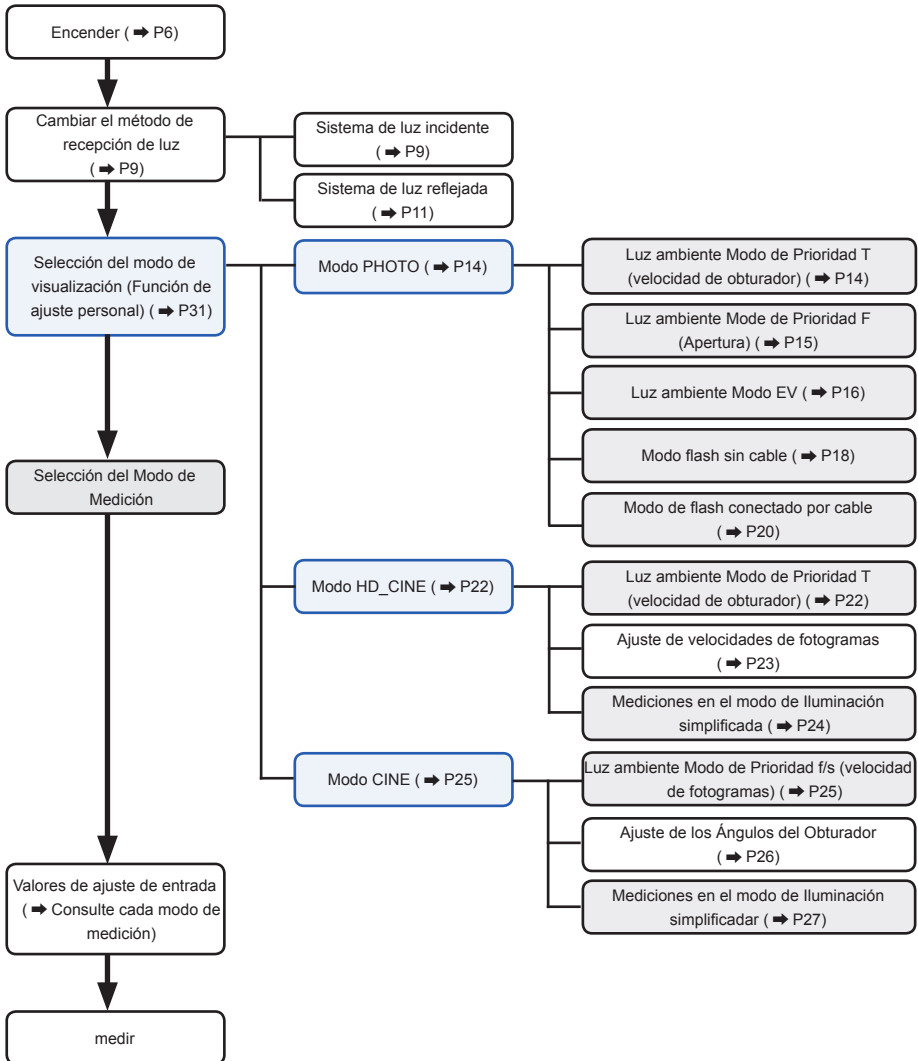 Encender ( ➡ P6)
Cambiar el método de
recepción de luz
( ➡ P9)
Sistema de luz incidente
( ➡ P9)
Sistema de luz reflejada
( ➡ P11)
Selección del modo de
visualización (Función de
ajuste personal) ( ➡ P31)
Modo PHOTO ( ➡ P14)
Luz ambiente Modo de Prioridad T
(velocidad de obturador) ( ➡ P14)
Luz ambiente Mode de Prioridad F
(Apertura) ( ➡ P15)
Luz ambiente Modo EV ( ➡ P16)
Modo flash sin cable ( ➡ P18)
Modo de flash conectado por cable
( ➡ P20)
Selección del Modo de
Medición
Modo HD_CINE ( ➡ P22)
Luz ambiente Modo de Prioridad T
(velocidad de obturador) ( ➡ P22)
Ajuste de velocidades de fotogramas
( ➡ P23)
Mediciones en el modo de Iluminación
simplificada ( ➡ P24)
Modo CINE ( ➡ P25)
Luz ambiente Modo de Prioridad f/s (velocidad
de fotogramas) ( ➡ P25)
Ajuste de los Ángulos del Obturador
( ➡ P26)
Mediciones en el modo de Iluminación
simplificadar ( ➡ P27)
Valores de ajuste de entrada
( ➡ Consulte cada modo de
medición)
medir